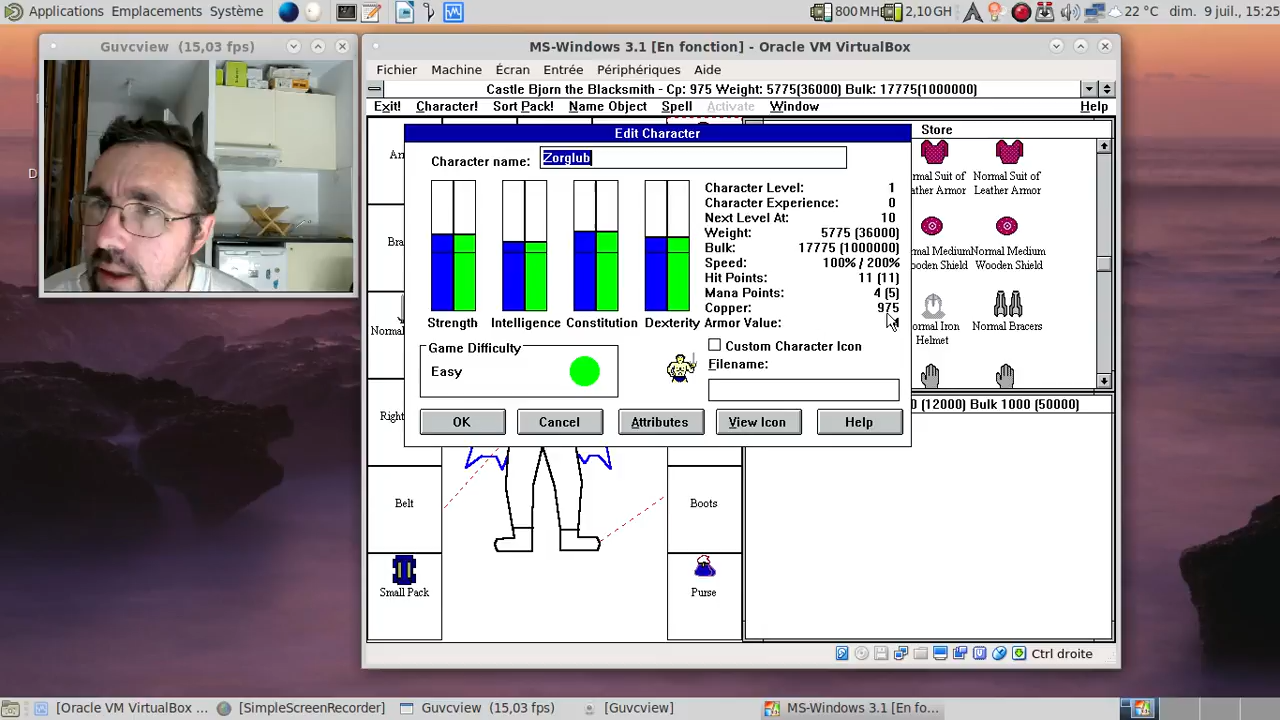 Applications Emplacements Système 800 MH 2,10 GH 22 °C dim. 9 juil., 15:25
Guvcview (15,03 fps)
MS-Windows 3.1 [En fonction] - Oracle VM VirtualBox
Fichier Machine Écran Entrée Périphériques Aide
Castle Bjorn the Blacksmith - Cp: 975 Weight: 5775(36000) Bulk: 17775(1000000)
Exit! Character! Sort Pack! Name Object Spell Activate Window Help
Edit Character
Store
Character name: Zorglub
Character Level: 1
Character Experience: 0
Next Level At: 10
Weight: 5775 (36000)
Bulk: 17775 (1000000)
Speed: 100% / 200%
Hit Points: 11 (11)
Mana Points: 4 (5)
Copper: 975
Armor Value:
Strength Intelligence Constitution Dexterity
Normal Suit of
Leather Armor
Normal Medium
Wooden Shield
Iron
Helmet
Normal Bracers
Game Difficulty
Easy
Custom Character Icon
Filename:
OK Cancel Attributes View Icon Help
(12000) Bulk 1000 (50000)
Normal
Right
Belt
Boots
Small Pack
Purse
Ctrl droite
[Oracle VM VirtualBox ... [SimpleScreenRecorder] Guvcview (15,03 fps) [Guvcview] MS-Windows 3.1 [En fo...